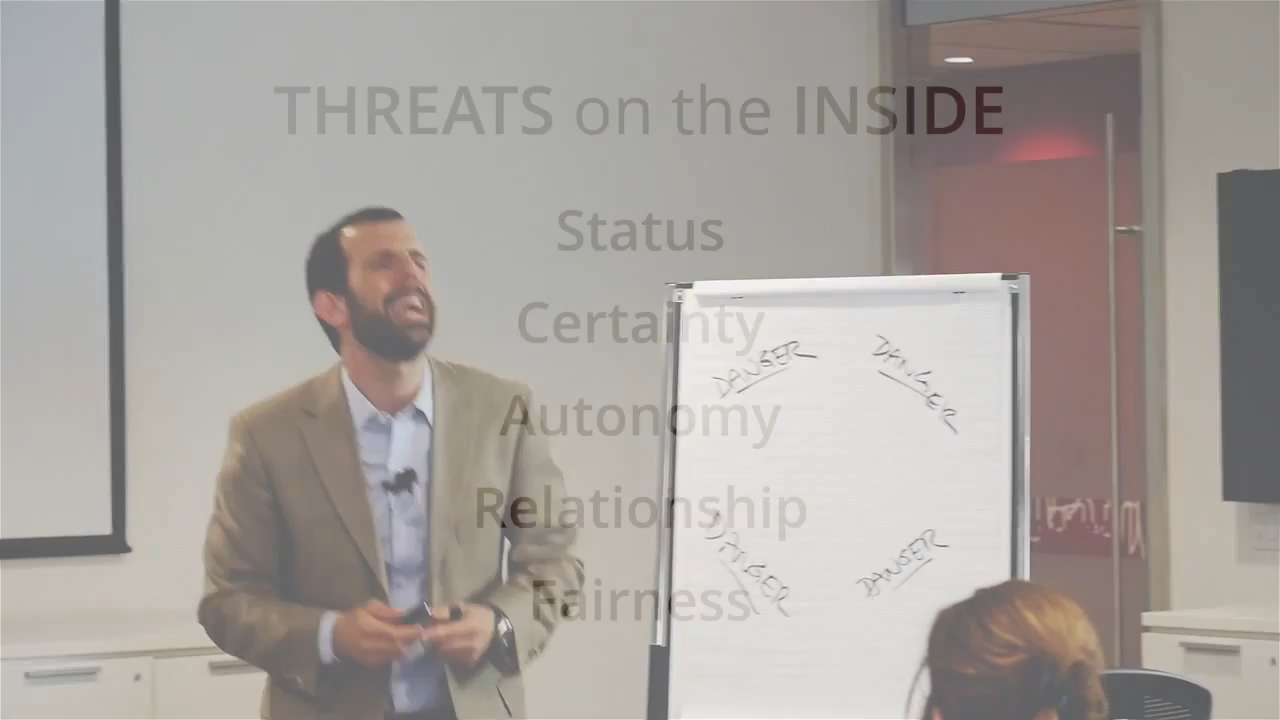 THREATS on the INSIDE
Status
Certainty
Autonomy
Relationship
Fairness
DANGER
DANGER
DANGER
DANGER